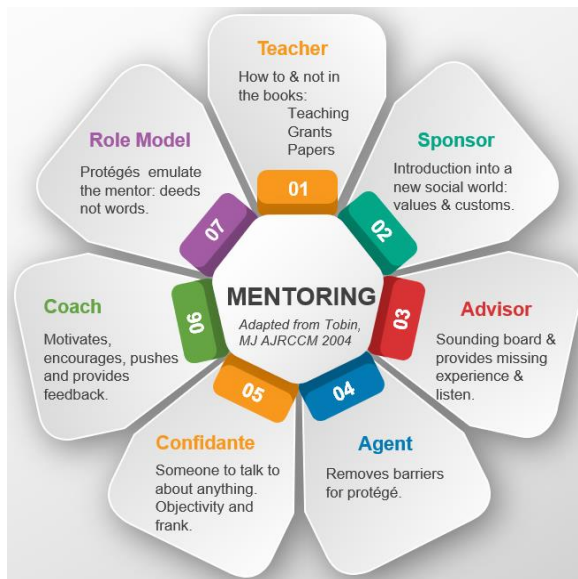 Teacher
How to & not in
the books:
Teaching
Grants
Papers
01
Sponsor
Introduction into a
new social world:
values & customs.
02
Advisor
Sounding board &
provides missing
experience &
listen.
03
Agent
Removes barriers
for protégé.
04
Confidante
Someone to talk to
about anything.
Objectivity and
frank.
05
Coach
Motivates,
encourages, pushes
and provides
feedback.
06
Role Model
Protégés emulate
the mentor: deeds
not words.
07
MENTORING
Adapted from Tobin,
MJ AJRCCM 2004